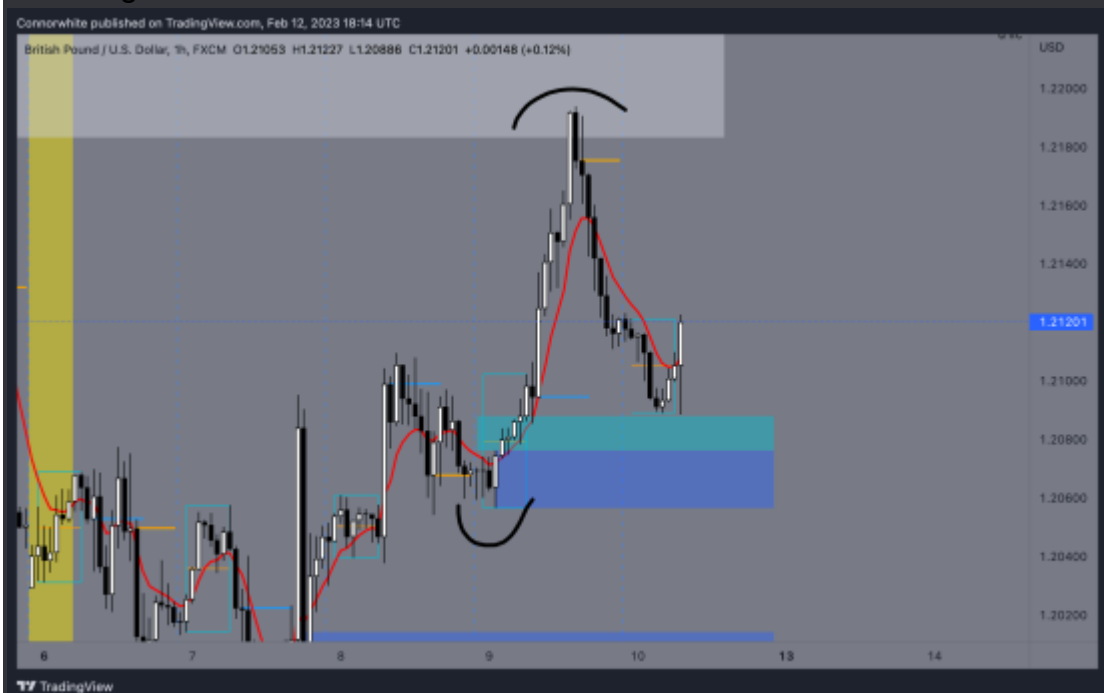 Connorwhite published on TradingView.com, Feb 12, 2023 18:14 UTC
British Pound / U.S. Dollar, 1h, FXCM O1.21053 H1.21227 L1.20886 C1.21201 +0.00148 (+0.12%)
USD
1.22000
1.21800
1.21600
1.21400
1.21201
1.21000
1.20800
1.20600
1.20400
1.20200
6 7 8 9 10 13 14
TradingView